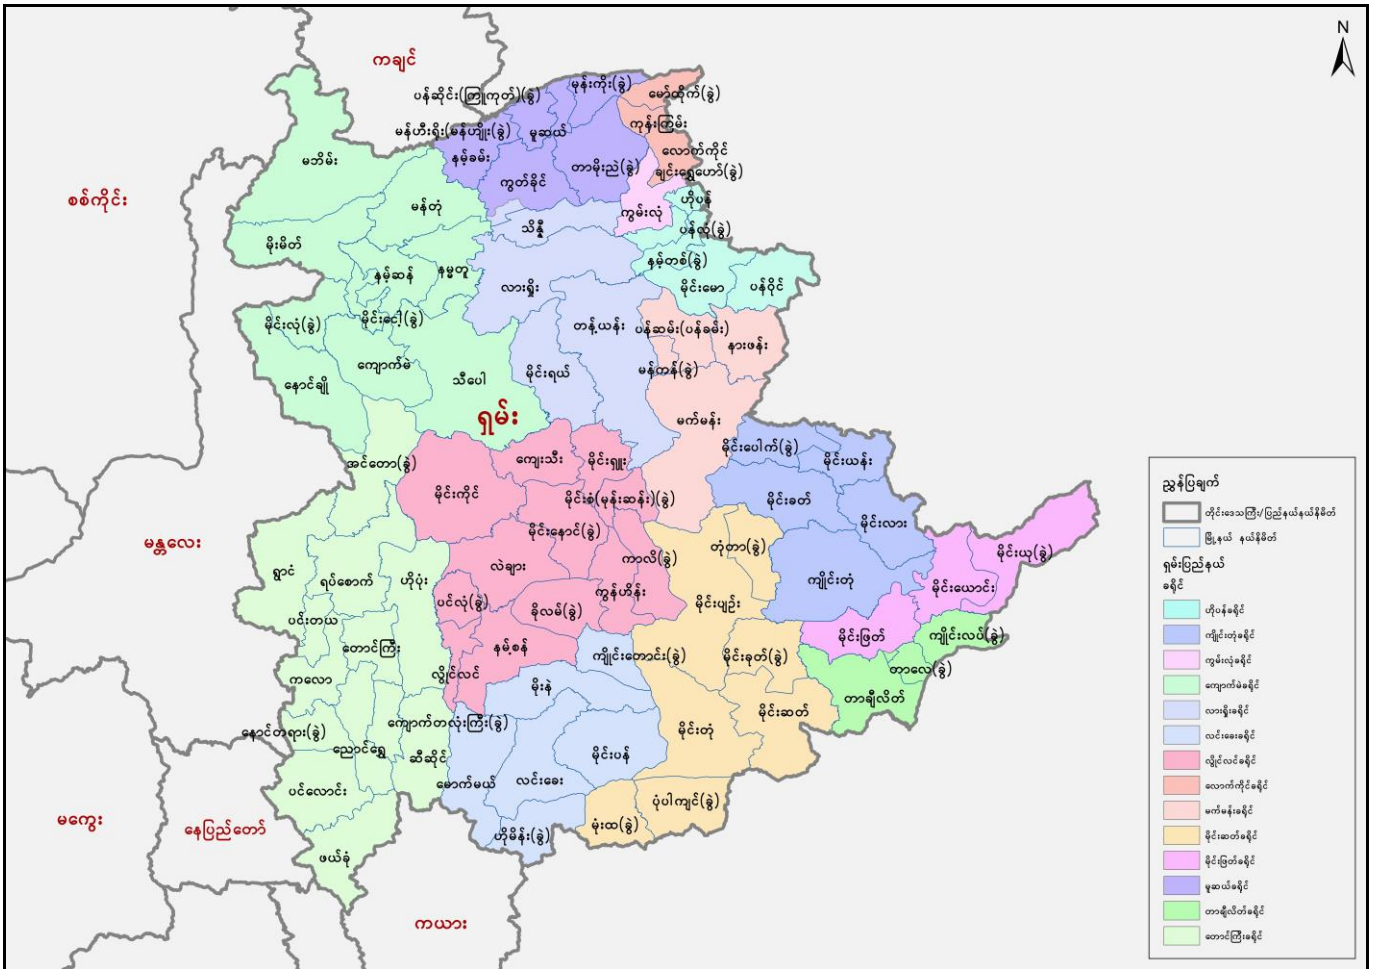 N
ကချင်
ပန်ဆိုင်း(ကြူကုတ်)(ခွဲ)
မုန်းကိုး(ခွဲ)
မော်ထိုက်(ခွဲ)
မန်ဟီးရိုး(မန်ဟျိုး(ခွဲ)
မူဆယ်
ကုန်းကြမ်း
နမ့်ခမ်း
လောက်ကိုင်
မဘိမ်း
ကွတ်ခိုင်
တာမိုးညဲ(ခွဲ)
ချင်းရွှေဟော်(ခွဲ)
စစ်ကိုင်း
မန်တုံ
ကွမ်းလုံ
ဟိုပန်
သိန္နီ
ပန်လုံ(ခွဲ)
မိုးမိတ်
နမ့်ဆန်
နမ္မတူ
နမ့်တစ်(ခွဲ)
လားရှိုး
မိုင်းမော
ပန်ဝိုင်
မိုင်းလုံ(ခွဲ)
မိုင်းငေါ့(ခွဲ)
တန့်ယန်း
ပန်ဆမ်း(ပန်ခမ်း)
နားဖန်း
ကျောက်မဲ
မိုင်းရယ်
မန်ကန်(ခွဲ)
နောင်ချို
သီပေါ
ရှမ်း
မက်မန်း
မိုင်းပေါက်(ခွဲ)
အင်တော(ခွဲ)
ကျေးသီး
မိုင်းရှူး
မိုင်းယန်း
မိုင်းကိုင်
မိုင်းစံ(မုန်းဆန်း)(ခွဲ)
မိုင်းခတ်
မိုင်းလား
မိုင်းနောင်(ခွဲ)
မန္တလေး
တုံတာ(ခွဲ)
မိုင်းယု(ခွဲ)
ရွာငံ
ရပ်စောက်
ဟိုပုံး
လဲချား
ကာလိ(ခွဲ)
ကျိုင်းတုံ
မိုင်းယောင်း
ပင်လုံ(ခွဲ)
ခိုလမ်(ခွဲ)
ကွန်ဟိန်း
မိုင်းပျဉ်း
ပင်းတယ
တောင်ကြီး
နမ့်စန်
မိုင်းဖြတ်
ကျိုင်းလပ်(ခွဲ)
ကျိုင်းတောင်း(ခွဲ)
မိုင်းခုတ်(ခွဲ)
ကလော
လွိုင်လင်
မိုးနဲ
တာလေ(ခွဲ)
တာချီလိတ်
ကျောက်တလုံးကြီး(ခွဲ)
မိုင်းဆတ်
နောင်တရား(ခွဲ)
ညောင်ရွှေ
ဆီဆိုင်
မိုင်းပန်
မိုင်းတုံ
ပင်လောင်း
မောက်မယ်
လင်းခေး
ပုံပါကျင်(ခွဲ)
မကွေး
နေပြည်တော်
ဟိုမိန်း(ခွဲ)
မုံးထ(ခွဲ)
ဖယ်ခုံ
ကယား
ညွှန်ပြချက်
တိုင်းဒေသကြီး/ပြည်နယ်နယ်နိမိတ်
မြို့နယ် နယ်နိမိတ်
ရှမ်းပြည်နယ်
ခရိုင်
ဟိုပန်ခရိုင်
ကျိုင်းတုံခရိုင်
ကွမ်းလုံခရိုင်
ကျောက်မဲခရိုင်
လားရှိုးခရိုင်
လင်းခေးခရိုင်
လွိုင်လင်ခရိုင်
လောက်ကိုင်ခရိုင်
မက်မန်းခရိုင်
မိုင်းဆတ်ခရိုင်
မိုင်းဖြတ်ခရိုင်
မူဆယ်ခရိုင်
တာချီလိတ်ခရိုင်
တောင်ကြီးခရိုင်